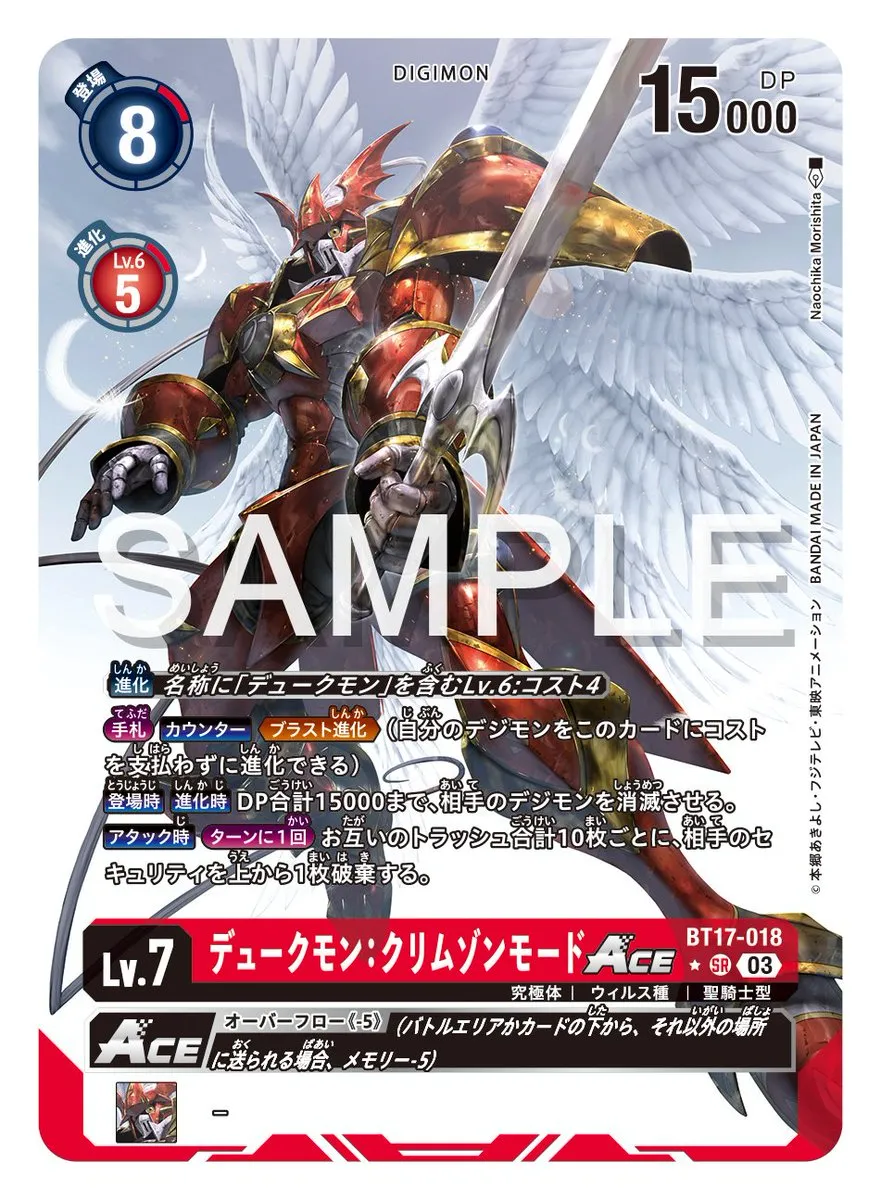 登場
8
DIGIMON
15000
DP
進化
Lv.6
5
Naochika Morishita
©本郷あきよし・フジテレビ・東映アニメーション BANDAI MADE IN JAPAN
SAMPLE
進化 名称に「デュークモン」を含むLv.6:コスト4
手札 カウンター ブラスト進化 (自分のデジモンをこのカードにコスト
を支払わずに進化できる)
登場時 進化時 DP合計15000まで、相手のデジモンを消滅させる。
アタック時 ターンに1回 お互いのトラッシュ合計10枚ごとに、相手のセ
キュリティを上から1枚破棄する。
Lv.7 デュークモン:クリムゾンモード ACE
BT17-018
★ SR 03
究極体 | ウィルス種 | 聖騎士型
ACE オーバーフロー《-5》 (バトルエリアかカードの下から、それ以外の場所
に送られる場合、メモリー-5)
-